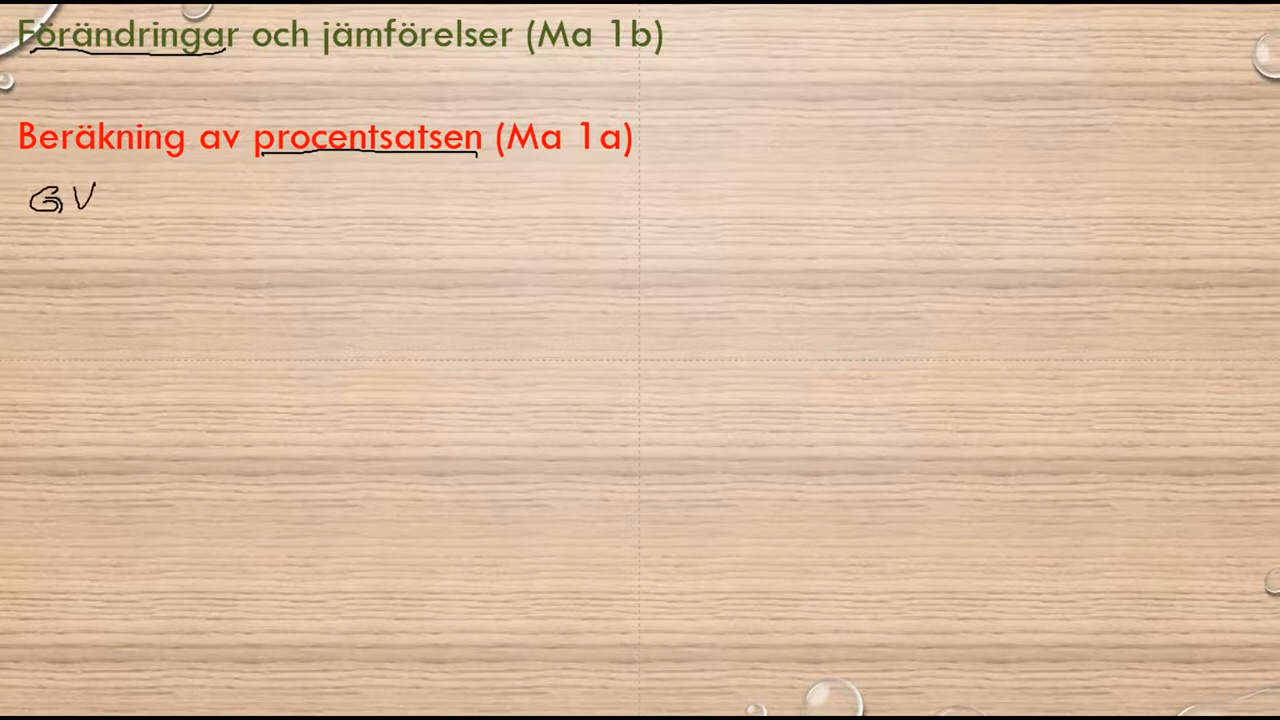 Förändringar och jämförelser (Ma 1b)
Beräkning av procentsatsen (Ma 1a)
GV